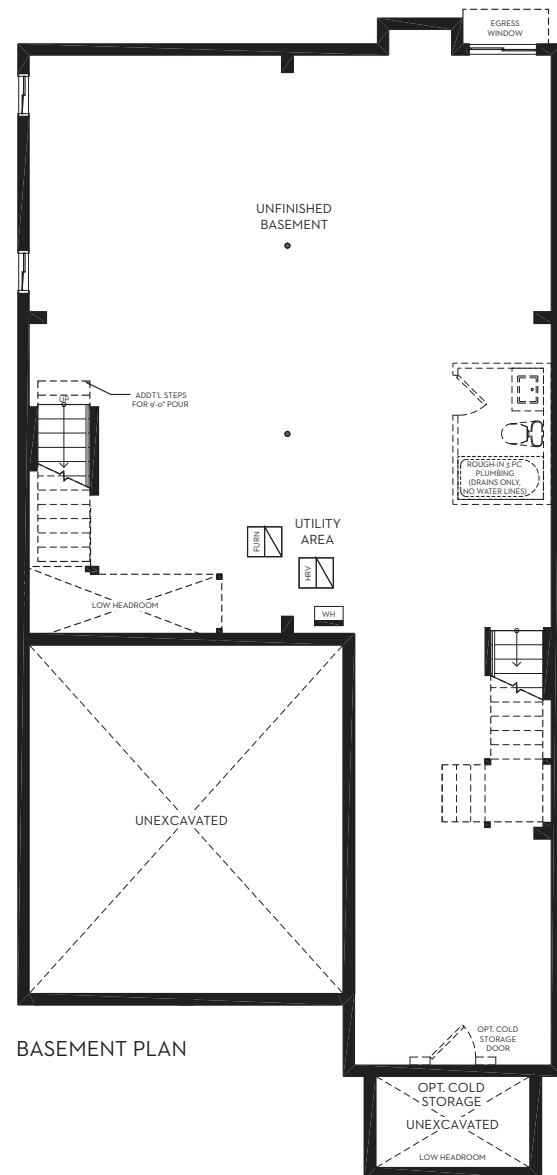 EGRESS
WINDOW
UNFINISHED
BASEMENT
ADDT'L STEPS
FOR 9'-0" POUR
UP
ROUGH-IN 3 PC
PLUMBING
(DRAINS ONLY,
NO WATER LINES)
UTILITY
AREA
FURN
HRV
WH
LOW HEADROOM
UNEXCAVATED
OPT. COLD
STORAGE
DOOR
BASEMENT PLAN
OPT. COLD
STORAGE
UNEXCAVATED
LOW HEADROOM